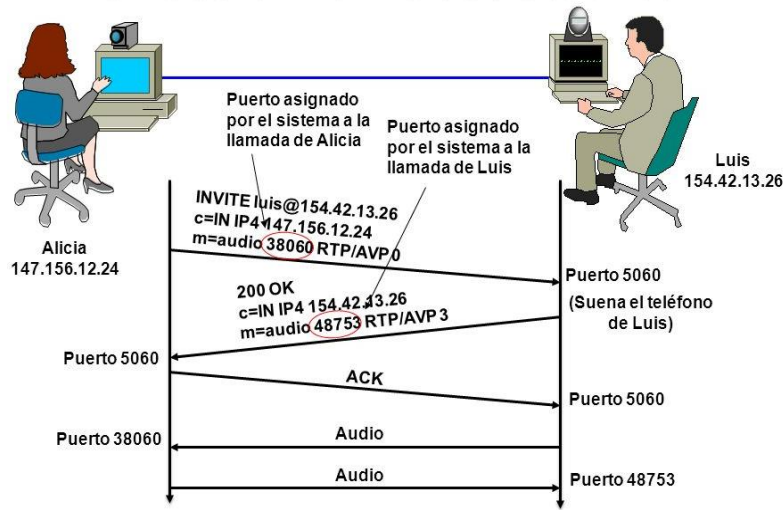 Puerto asignado
por el sistema a la
llamada de Alicia
Puerto asignado
por el sistema a la
llamada de Luis
Luis
154.42.13.26
Alicia
147.156.12.24
INVITE luis@154.42.13.26
c=IN IP4 147.156.12.24
m=audio 38060 RTP/AVP 0
Puerto 5060
(Suena el teléfono
de Luis)
200 OK
c=IN IP4 154.42.13.26
m=audio 48753 RTP/AVP 3
Puerto 5060
ACK
Puerto 5060
Audio
Puerto 38060
Audio
Puerto 48753